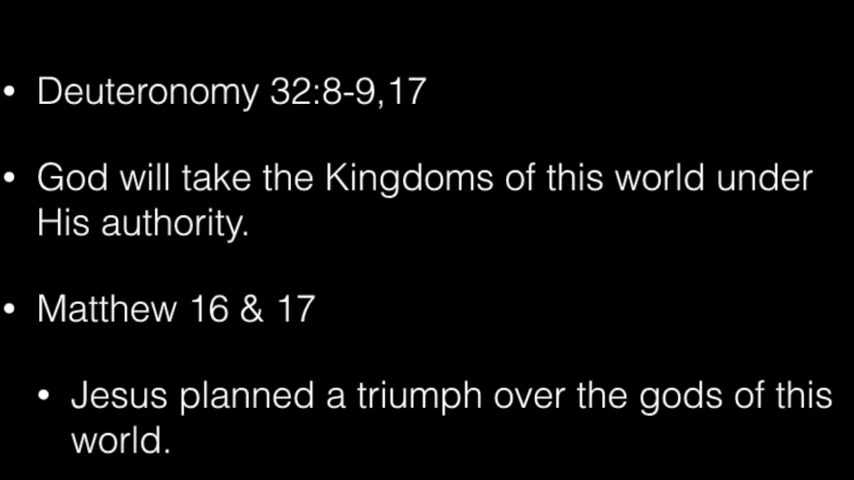 • Deuteronomy 32:8-9,17
• God will take the Kingdoms of this world under
His authority.
• Matthew 16 & 17
• Jesus planned a triumph over the gods of this
world.